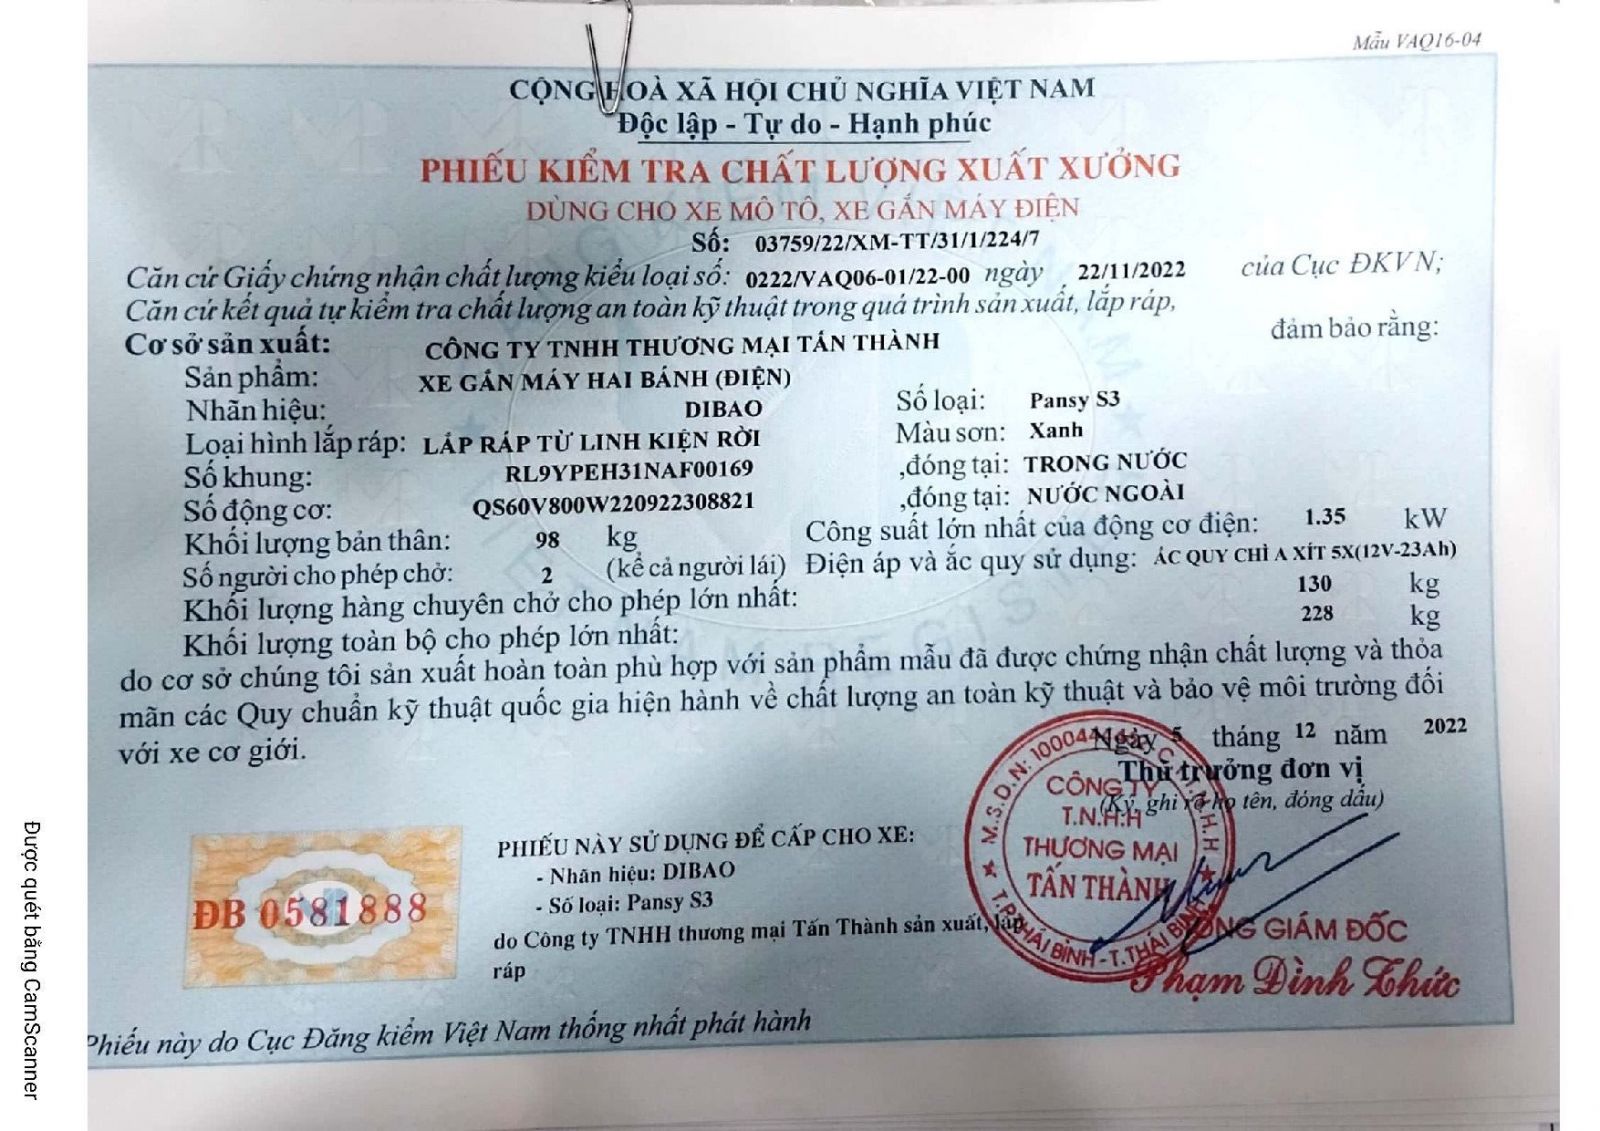 Mẫu VAQ16-04
CỘNG HOÀ XÃ HỘI CHỦ NGHĨA VIỆT NAM
Độc lập - Tự do - Hạnh phúc
PHIẾU KIỂM TRA CHẤT LƯỢNG XUẤT XƯỞNG
DÙNG CHO XE MÔ TÔ, XE GẮN MÁY ĐIỆN
Số: 03759/22/XM-TT/31/1/224/7
Căn cứ Giấy chứng nhận chất lượng kiểu loại số: 0222/VAQ06-01/22-00 ngày 22/11/2022 của Cục ĐKVN;
Căn cứ kết quả tự kiểm tra chất lượng an toàn kỹ thuật trong quá trình sản xuất, lắp ráp,
Cơ sở sản xuất: CÔNG TY TNHH THƯƠNG MẠI TẤN THÀNH đảm bảo rằng:
Sản phẩm: XE GẮN MÁY HAI BÁNH (ĐIỆN)
Nhãn hiệu: DIBAO Số loại: Pansy S3
Loại hình lắp ráp: LẮP RÁP TỪ LINH KIỆN RỜI Màu sơn: Xanh
Số khung: RL9YPEH31NAF00169 ,đóng tại: TRONG NƯỚC
Số động cơ: QS60V800W220922308821 ,đóng tại: NƯỚC NGOÀI
Khối lượng bản thân: 98 kg Công suất lớn nhất của động cơ điện: 1.35 kW
Số người cho phép chở: 2 (kể cả người lái) Điện áp và ắc quy sử dụng: ÁC QUY CHÌ A XÍT 5X(12V-23Ah)
Khối lượng hàng chuyên chở cho phép lớn nhất: 130 kg
Khối lượng toàn bộ cho phép lớn nhất: 228 kg
do cơ sở chúng tôi sản xuất hoàn toàn phù hợp với sản phẩm mẫu đã được chứng nhận chất lượng và thỏa
mãn các Quy chuẩn kỹ thuật quốc gia hiện hành về chất lượng an toàn kỹ thuật và bảo vệ môi trường đối
với xe cơ giới.
Ngày 5 tháng 12 năm 2022
Thủ trưởng đơn vị
(Ký, ghi rõ họ tên, đóng dấu)
CÔNG TY
T.N.H.H
THƯƠNG MẠI
TẤN THÀNH
T.P THÁI BÌNH - T. THÁI BÌNH
PHIẾU NÀY SỬ DỤNG ĐỂ CẤP CHO XE:
- Nhãn hiệu: DIBAO
- Số loại: Pansy S3
do Công ty TNHH thương mại Tấn Thành sản xuất, lắp
ráp
ĐB 0581888
GIÁM ĐỐC
Phạm Đình Thức
Phiếu này do Cục Đăng kiểm Việt Nam thống nhất phát hành
Được quét bằng CamScanner